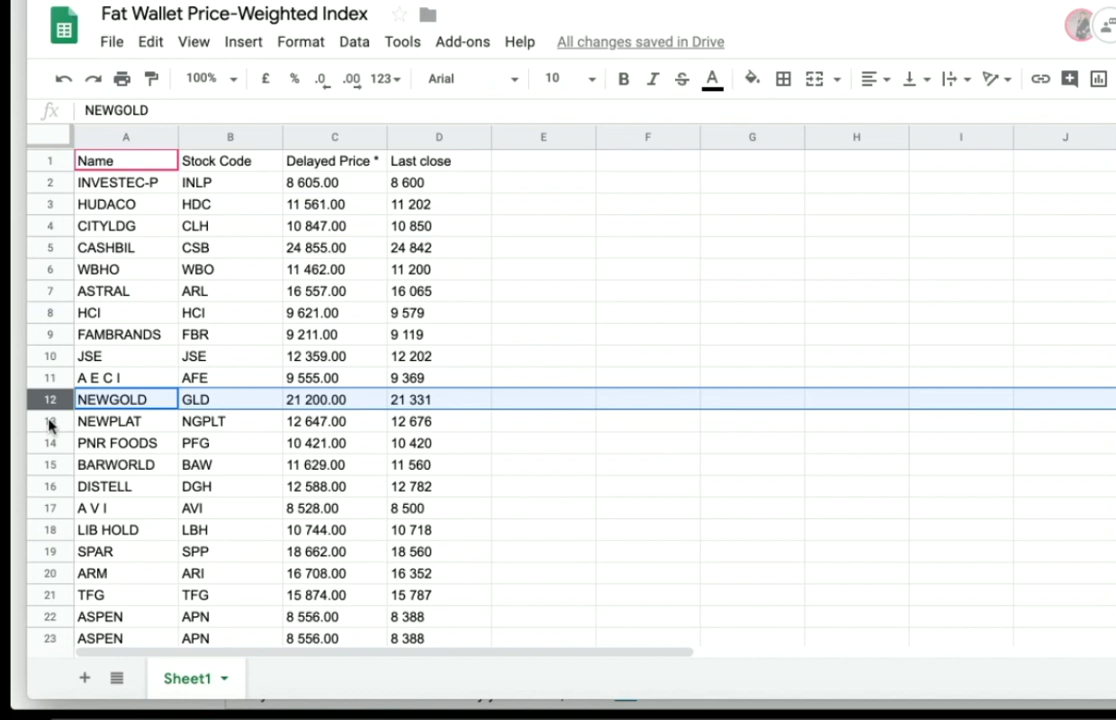 Fat Wallet Price-Weighted Index
File Edit View Insert Format Data Tools Add-ons Help All changes saved in Drive
100% £ % .0 .00 123 Arial 10 B I S A
fx NEWGOLD
A B C D E F G H I J
1 Name Stock Code Delayed Price * Last close
2 INVESTEC-P INLP 8 605.00 8 600
3 HUDACO HDC 11 561.00 11 202
4 CITYLDG CLH 10 847.00 10 850
5 CASHBIL CSB 24 855.00 24 842
6 WBHO WBO 11 462.00 11 200
7 ASTRAL ARL 16 557.00 16 065
8 HCI HCI 9 621.00 9 579
9 FAMBRANDS FBR 9 211.00 9 119
10 JSE JSE 12 359.00 12 202
11 A E C I AFE 9 555.00 9 369
12 NEWGOLD GLD 21 200.00 21 331
13 NEWPLAT NGPLT 12 647.00 12 676
14 PNR FOODS PFG 10 421.00 10 420
15 BARWORLD BAW 11 629.00 11 560
16 DISTELL DGH 12 588.00 12 782
17 A V I AVI 8 528.00 8 500
18 LIB HOLD LBH 10 744.00 10 718
19 SPAR SPP 18 662.00 18 560
20 ARM ARI 16 708.00 16 352
21 TFG TFG 15 874.00 15 787
22 ASPEN APN 8 556.00 8 388
23 ASPEN APN 8 556.00 8 388
+ Sheet1